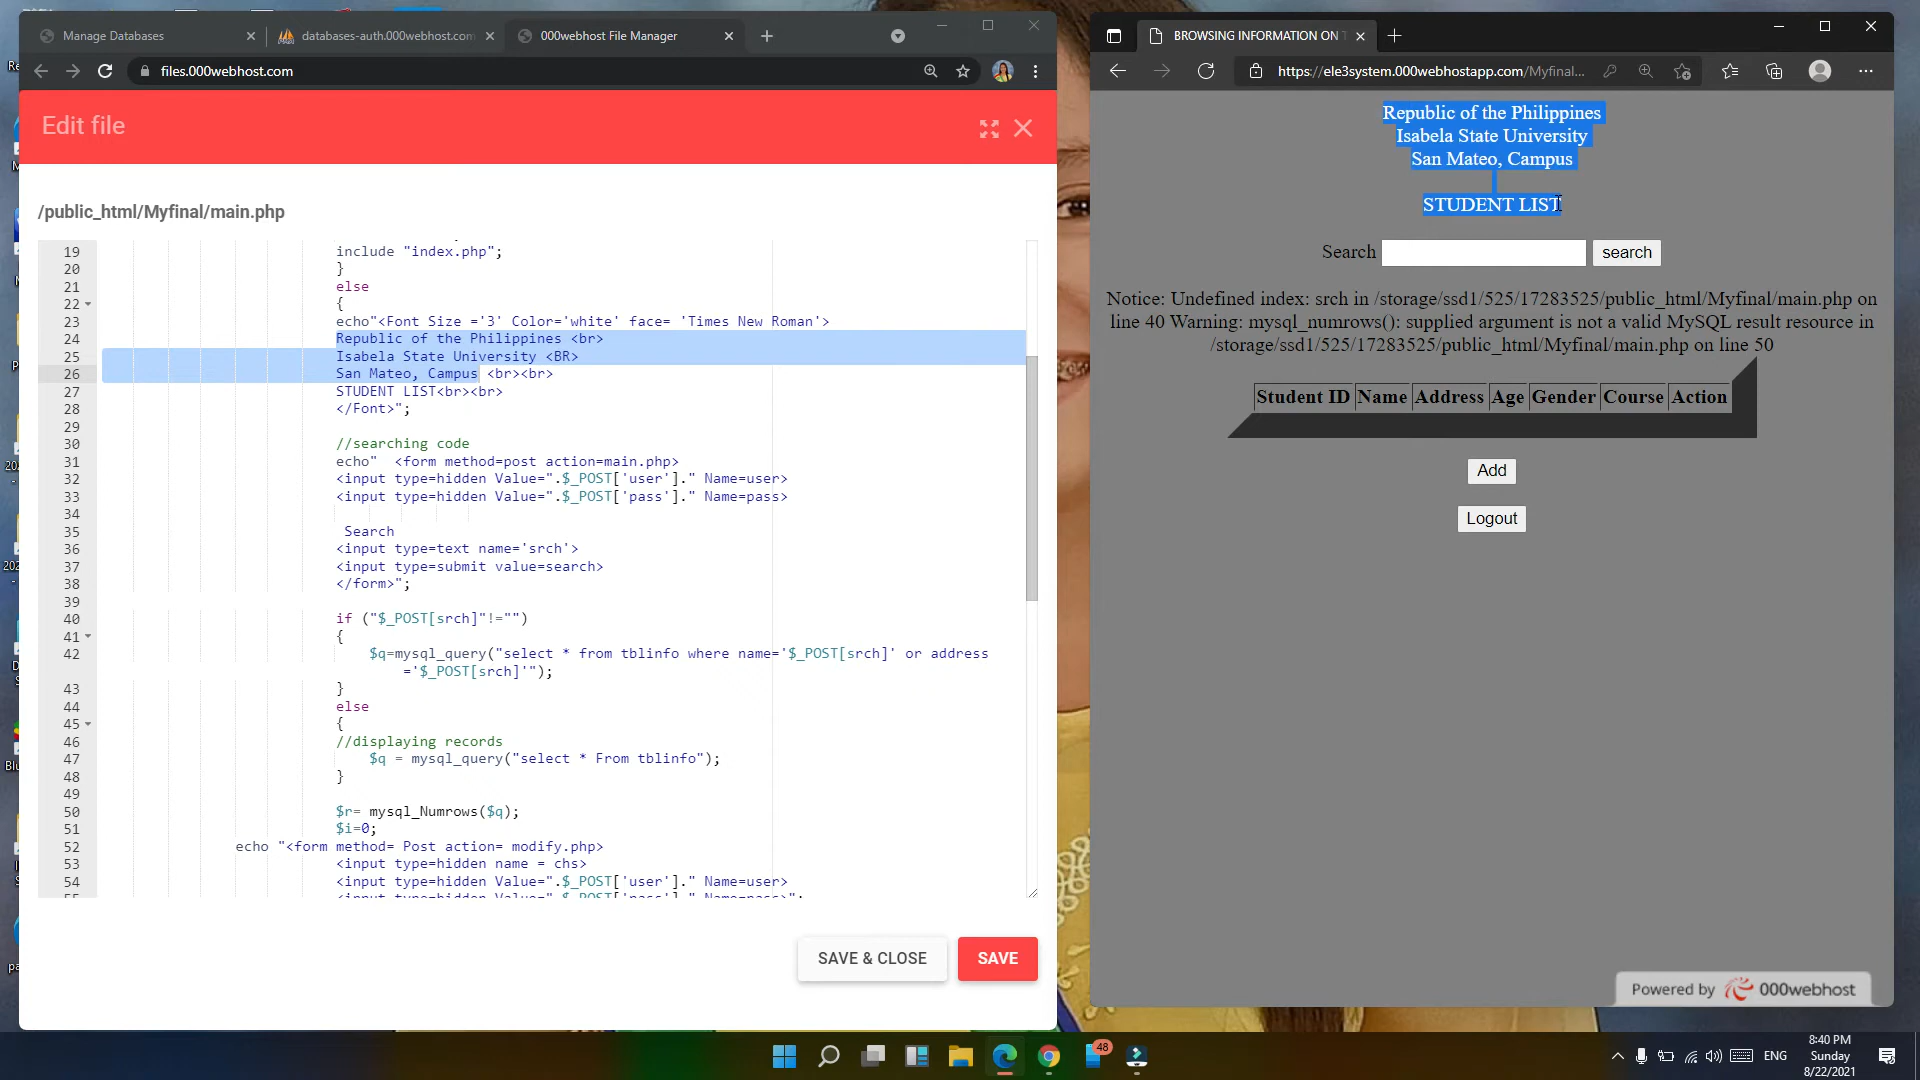 Manage Databases
databases-auth.000webhost.com
000webhost File Manager
files.000webhost.com
Edit file
/public_html/Myfinal/main.php
19 include "index.php";
20 }
21 else
22 {
23 echo"<Font Size ='3' Color='white' face= 'Times New Roman'>
24 Republic of the Philippines <br>
25 Isabela State University <BR>
26 San Mateo, Campus <br><br>
27 STUDENT LIST<br><br>
28 </Font>";
29
30 //searching code
31 echo"  <form method=post action=main.php>
32 <input type=hidden Value=".$_POST['user']." Name=user>
33 <input type=hidden Value=".$_POST['pass']." Name=pass>
34
35 Search
36 <input type=text name='srch'>
37 <input type=submit value=search>
38 </form>";
39
40 if ("$_POST[srch]"!="")
41 {
42 $q=mysql_query("select * from tblinfo where name='$_POST[srch]' or address
='$_POST[srch]'");
43 }
44 else
45 {
46 //displaying records
47 $q = mysql_query("select * From tblinfo");
48 }
49
50 $r= mysql_Numrows($q);
51 $i=0;
52 echo "<form method= Post action= modify.php>
53 <input type=hidden name = chs>
54 <input type=hidden Value=".$_POST['user']." Name=user>
55 <input type=hidden Value=".$_POST['pass']." Name=pass>";
SAVE & CLOSE
SAVE
BROWSING INFORMATION ON T
https://ele3system.000webhostapp.com/Myfinal...
Republic of the Philippines
Isabela State University
San Mateo, Campus
STUDENT LIST
Search search
Notice: Undefined index: srch in /storage/ssd1/525/17283525/public_html/Myfinal/main.php on
line 40 Warning: mysql_numrows(): supplied argument is not a valid MySQL result resource in
/storage/ssd1/525/17283525/public_html/Myfinal/main.php on line 50
Student ID Name Address Age Gender Course Action
Add
Logout
Powered by 000webhost
48
ENG
8:40 PM
Sunday
8/22/2021